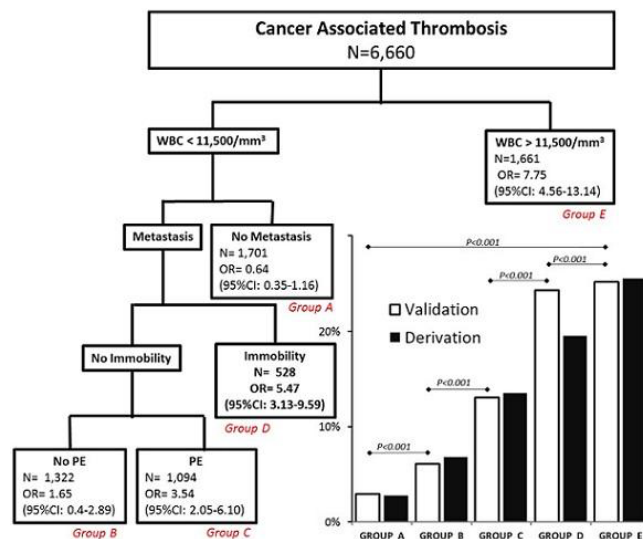 Cancer Associated Thrombosis
N=6,660
WBC < 11,500/mm³
WBC > 11,500/mm³
N=1,661
OR= 7.75
(95%CI: 4.56-13.14)
Group E
Metastasis
No Metastasis
N= 1,701
OR= 0.64
(95%CI: 0.35-1.16)
Group A
No Immobility
Immobility
N= 528
OR= 5.47
(95%CI: 3.13-9.59)
Group D
No PE
N= 1,322
OR= 1.65
(95%CI: 0.4-2.89)
Group B
PE
N= 1,094
OR= 3.54
(95%CI: 2.05-6.10)
Group C
P<0.001
P<0.001
P<0.001
P<0.001
P<0.001
Validation
Derivation
20%
10%
0%
GROUP A
GROUP B
GROUP C
GROUP D
GROUP E